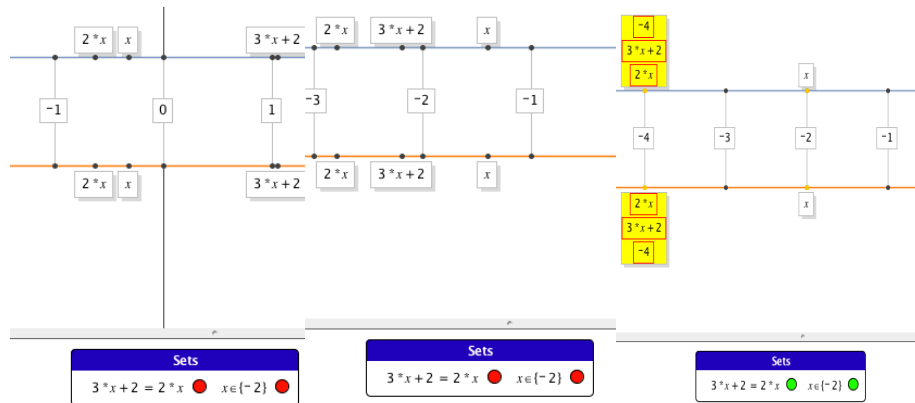 2*x x 3*x+2
-1 0 1
2*x x 3*x+2
Sets
3*x+2 = 2*x x∈{-2}
2*x 3*x+2 x
-3 -2 -1
2*x 3*x+2 x
Sets
3*x+2 = 2*x x∈{-2}
-4
3*x+2
2*x x
-4 -3 -2 -1
2*x x
3*x+2
-4
Sets
3*x+2 = 2*x x∈{-2}